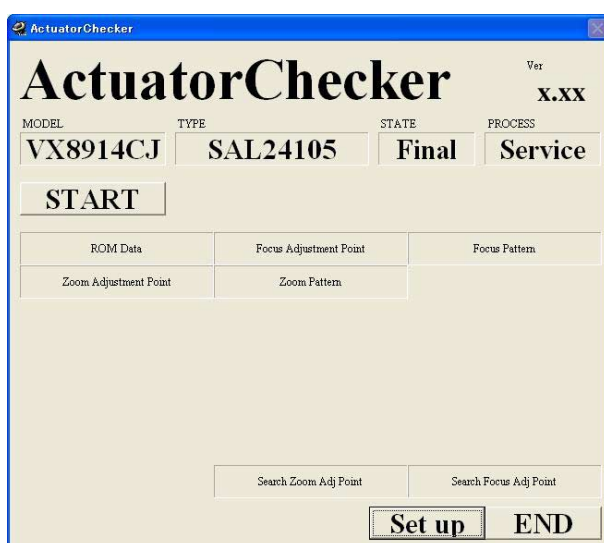 ActuatorChecker
ActuatorChecker
Ver
x.xx
MODEL TYPE STATE PROCESS
VX8914CJ SAL24105 Final Service
START
ROM Data Focus Adjustment Point Focus Pattern
Zoom Adjustment Point Zoom Pattern
Search Zoom Adj Point Search Focus Adj Point
Set up END